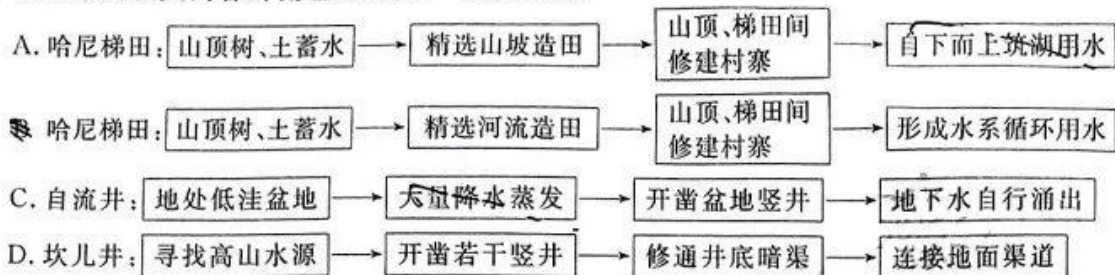 A. 哈尼梯田：山顶树、土蓄水 → 精选山坡造田 → 山顶、梯田间修建村寨 → 自下而上筑湖用水
哈尼梯田：山顶树、土蓄水 → 精选河流造田 → 山顶、梯田间修建村寨 → 形成水系循环用水
C. 自流井：地处低洼盆地 → 大量降水蒸发 → 开凿盆地竖井 → 地下水自行涌出
D. 坎儿井：寻找高山水源 → 开凿若干竖井 → 修通井底暗渠 → 连接地面渠道